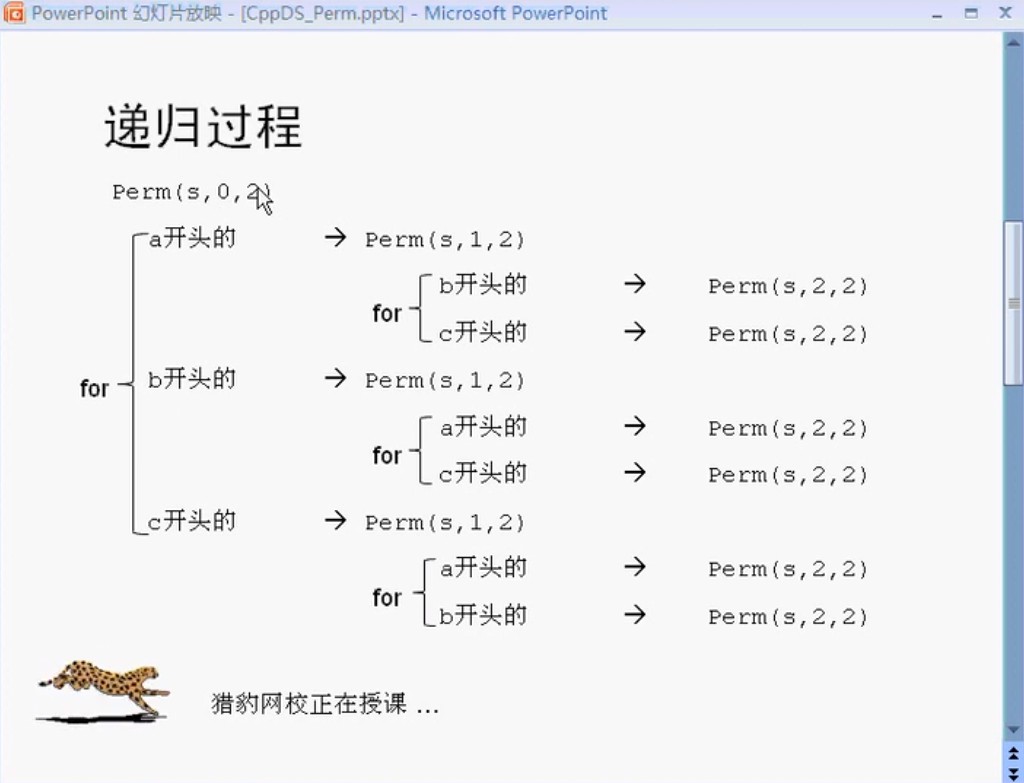 PowerPoint 幻灯片放映 - [CppDS_Perm.pptx] - Microsoft PowerPoint
递归过程
Perm(s,0,2)
a开头的 → Perm(s,1,2)
for b开头的 → Perm(s,2,2)
c开头的 → Perm(s,2,2)
for b开头的 → Perm(s,1,2)
for a开头的 → Perm(s,2,2)
c开头的 → Perm(s,2,2)
c开头的 → Perm(s,1,2)
for a开头的 → Perm(s,2,2)
b开头的 → Perm(s,2,2)
猎豹网校正在授课 ...